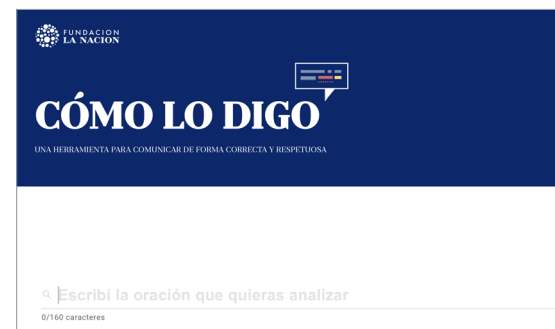 FUNDACION
LA NACION
CÓMO LO DIGO
UNA HERRAMIENTA PARA COMUNICAR DE FORMA CORRECTA Y RESPETUOSA
Escribí la oración que quieras analizar
0/160 caracteres